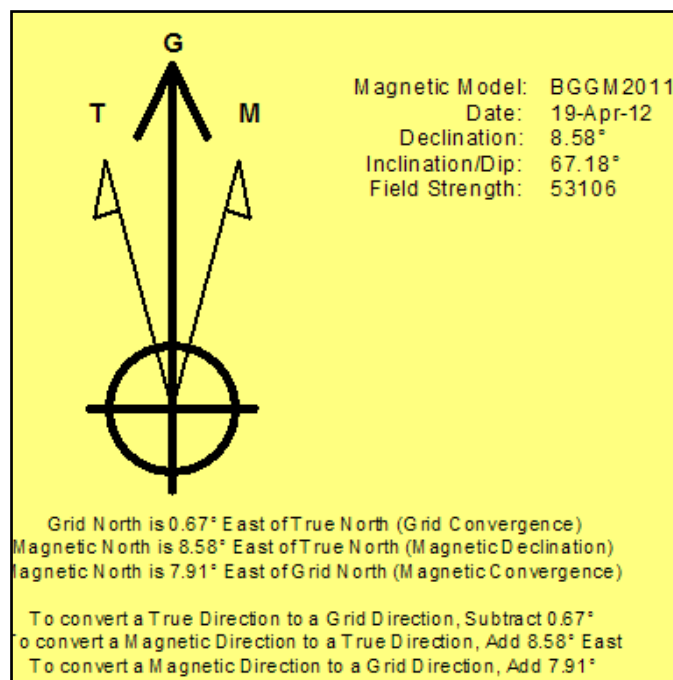 G
T
M
Magnetic Model: BGGM2011
Date: 19-Apr-12
Declination: 8.58°
Inclination/Dip: 67.18°
Field Strength: 53106
Grid North is 0.67° East of True North (Grid Convergence)
Magnetic North is 8.58° East of True North (Magnetic Declination)
Magnetic North is 7.91° East of Grid North (Magnetic Convergence)
To convert a True Direction to a Grid Direction, Subtract 0.67°
To convert a Magnetic Direction to a True Direction, Add 8.58° East
To convert a Magnetic Direction to a Grid Direction, Add 7.91°